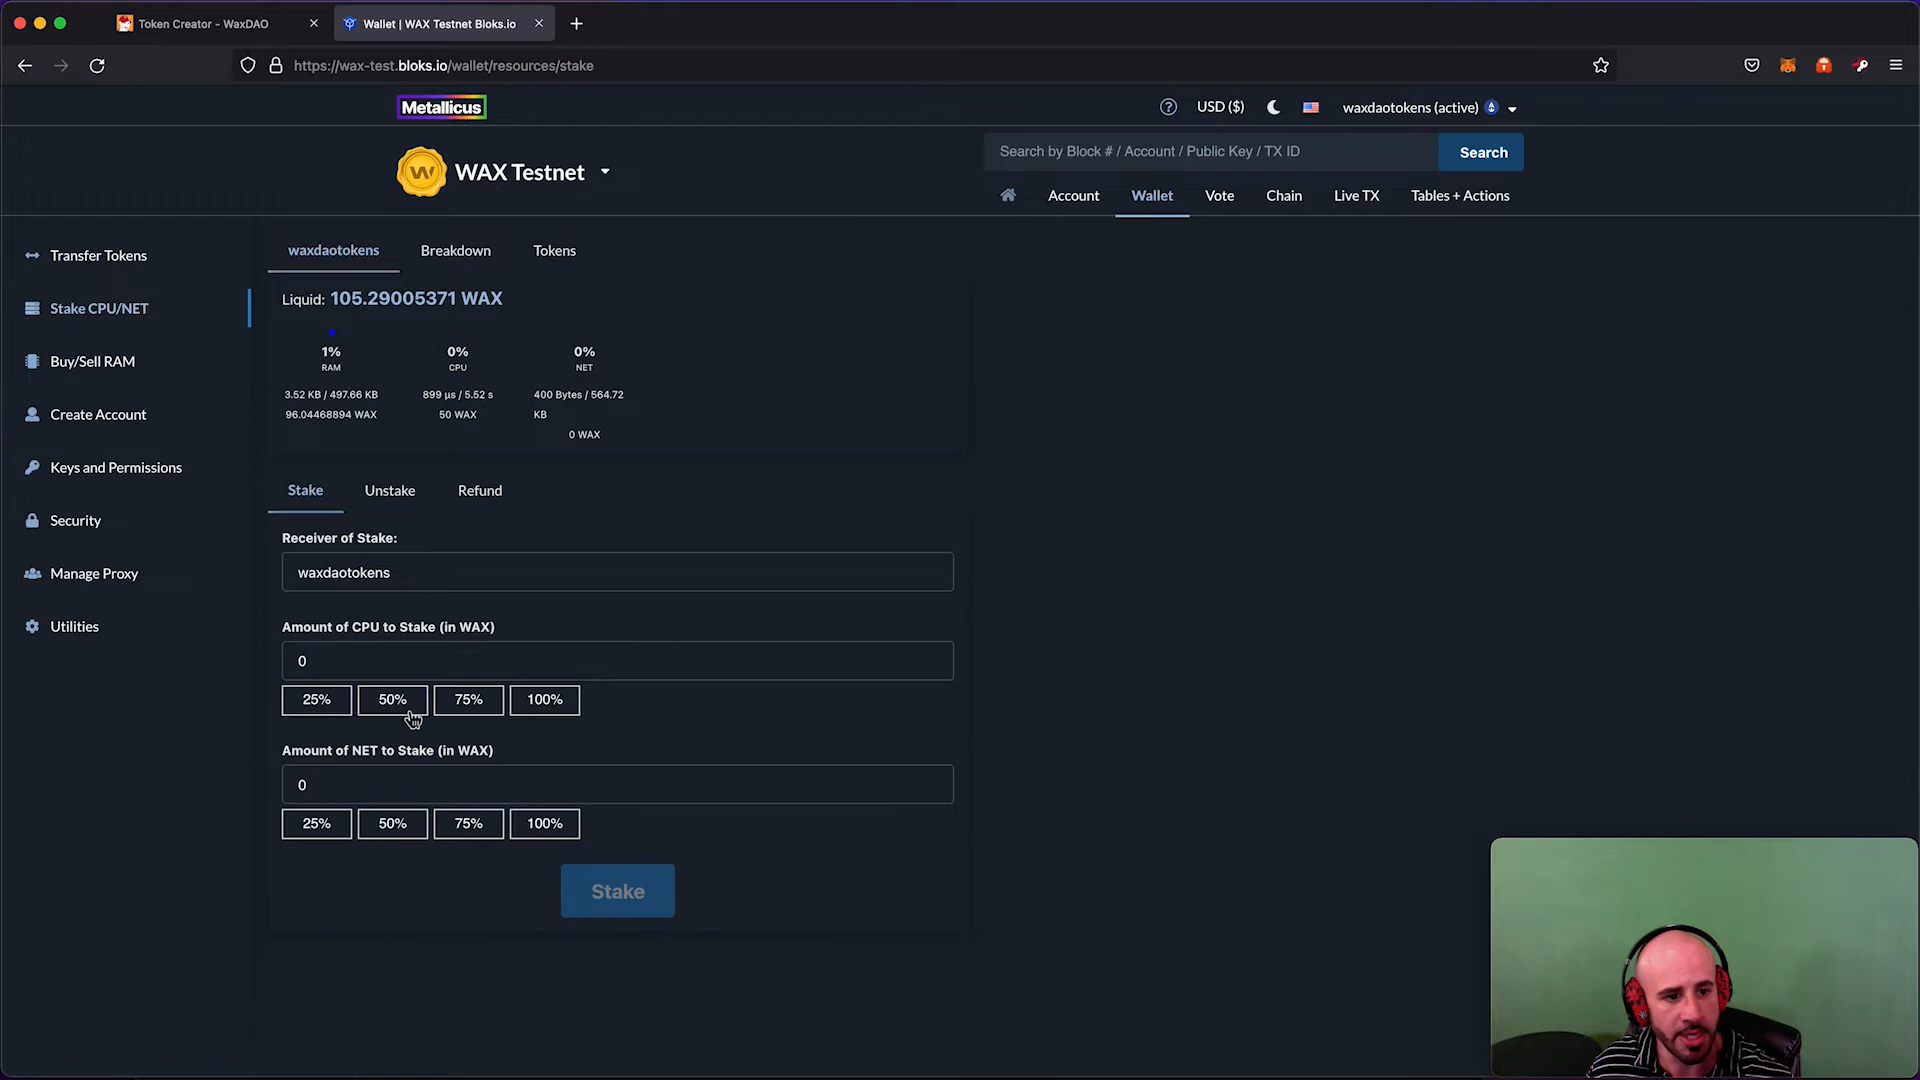 Token Creator - WaxDAO
Wallet | WAX Testnet Bloks.io
https://wax-test.bloks.io/wallet/resources/stake
Metallicus
USD ($)
waxdaotokens (active)
WAX Testnet
Search by Block # / Account / Public Key / TX ID
Search
Account
Wallet
Vote
Chain
Live TX
Tables + Actions
Transfer Tokens
Stake CPU/NET
Buy/Sell RAM
Create Account
Keys and Permissions
Security
Manage Proxy
Utilities
waxdaotokens
Breakdown
Tokens
Liquid: 105.29005371 WAX
1%
RAM
3.52 KB / 497.66 KB
96.04468894 WAX
0%
CPU
899 µs / 5.52 s
50 WAX
0%
NET
400 Bytes / 564.72
KB
0 WAX
Stake
Unstake
Refund
Receiver of Stake:
waxdaotokens
Amount of CPU to Stake (in WAX)
0
25%
50%
75%
100%
Amount of NET to Stake (in WAX)
0
25%
50%
75%
100%
Stake